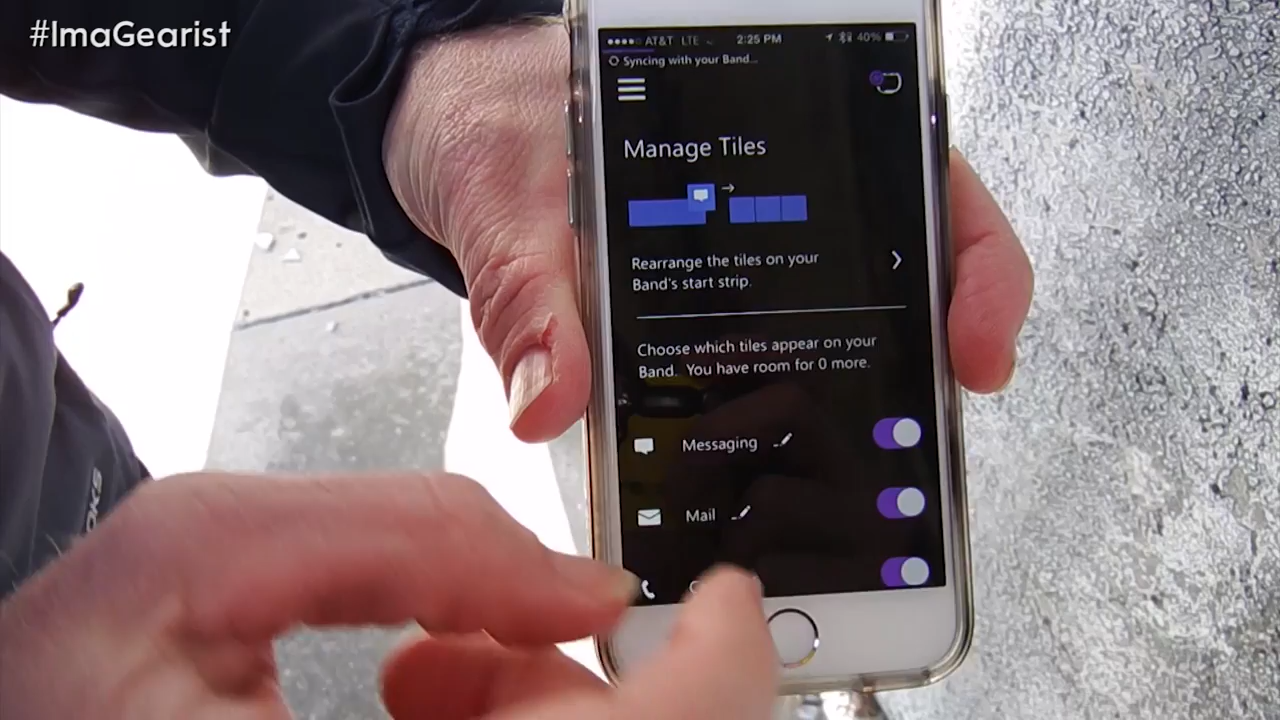 #ImaGearist
AT&T LTE 2:25 PM 40%
Syncing with your Band...
Manage Tiles
Rearrange the tiles on your
Band's start strip.
Choose which tiles appear on your
Band. You have room for 0 more.
Messaging
Mail